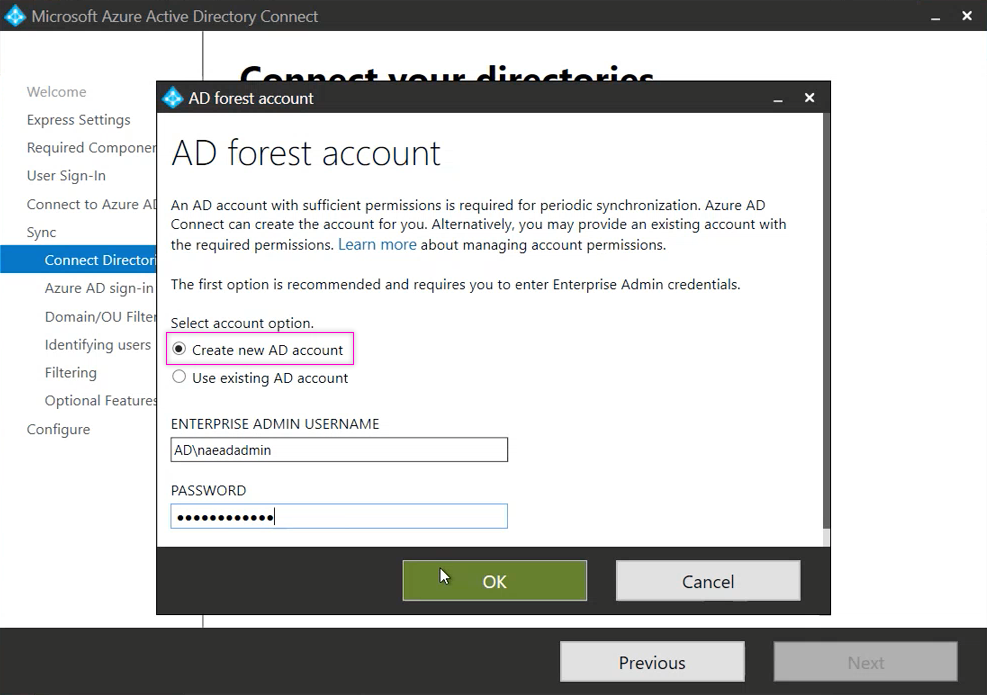 Microsoft Azure Active Directory Connect
Connect your directories
Welcome
Express Settings
Required Componen
User Sign-In
Connect to Azure AD
Sync
Connect Directori
Azure AD sign-in
Domain/OU Filter
Identifying users
Filtering
Optional Features
Configure
AD forest account
AD forest account
An AD account with sufficient permissions is required for periodic synchronization. Azure AD
Connect can create the account for you. Alternatively, you may provide an existing account with
the required permissions. Learn more about managing account permissions.
The first option is recommended and requires you to enter Enterprise Admin credentials.
Select account option.
Create new AD account
Use existing AD account
ENTERPRISE ADMIN USERNAME
AD\naeadadmin
PASSWORD
●●●●●●●●●●●●
OK
Cancel
Previous
Next